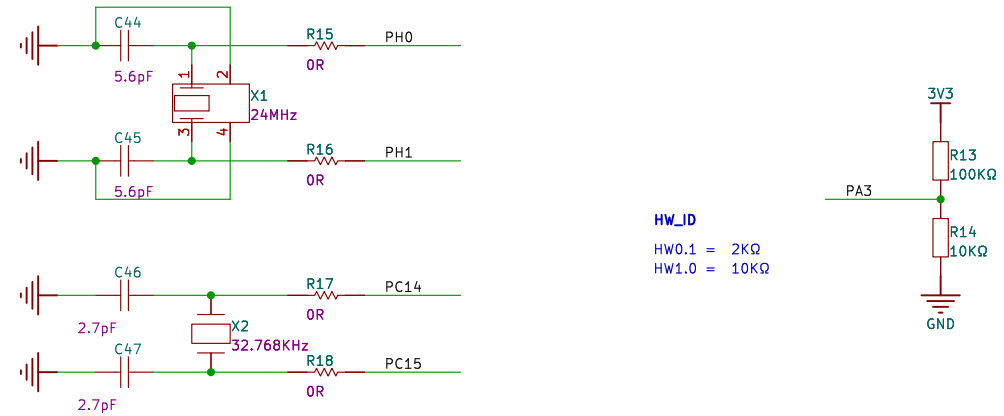 C44
5.6pF
R15
0R
PH0
1
2
X1
24MHz
3
4
C45
5.6pF
R16
0R
PH1
C46
2.7pF
R17
0R
PC14
X2
32.768KHz
C47
2.7pF
R18
0R
PC15
HW_ID
HW0.1 = 2KΩ
HW1.0 = 10KΩ
3V3
R13
100KΩ
PA3
R14
10KΩ
GND